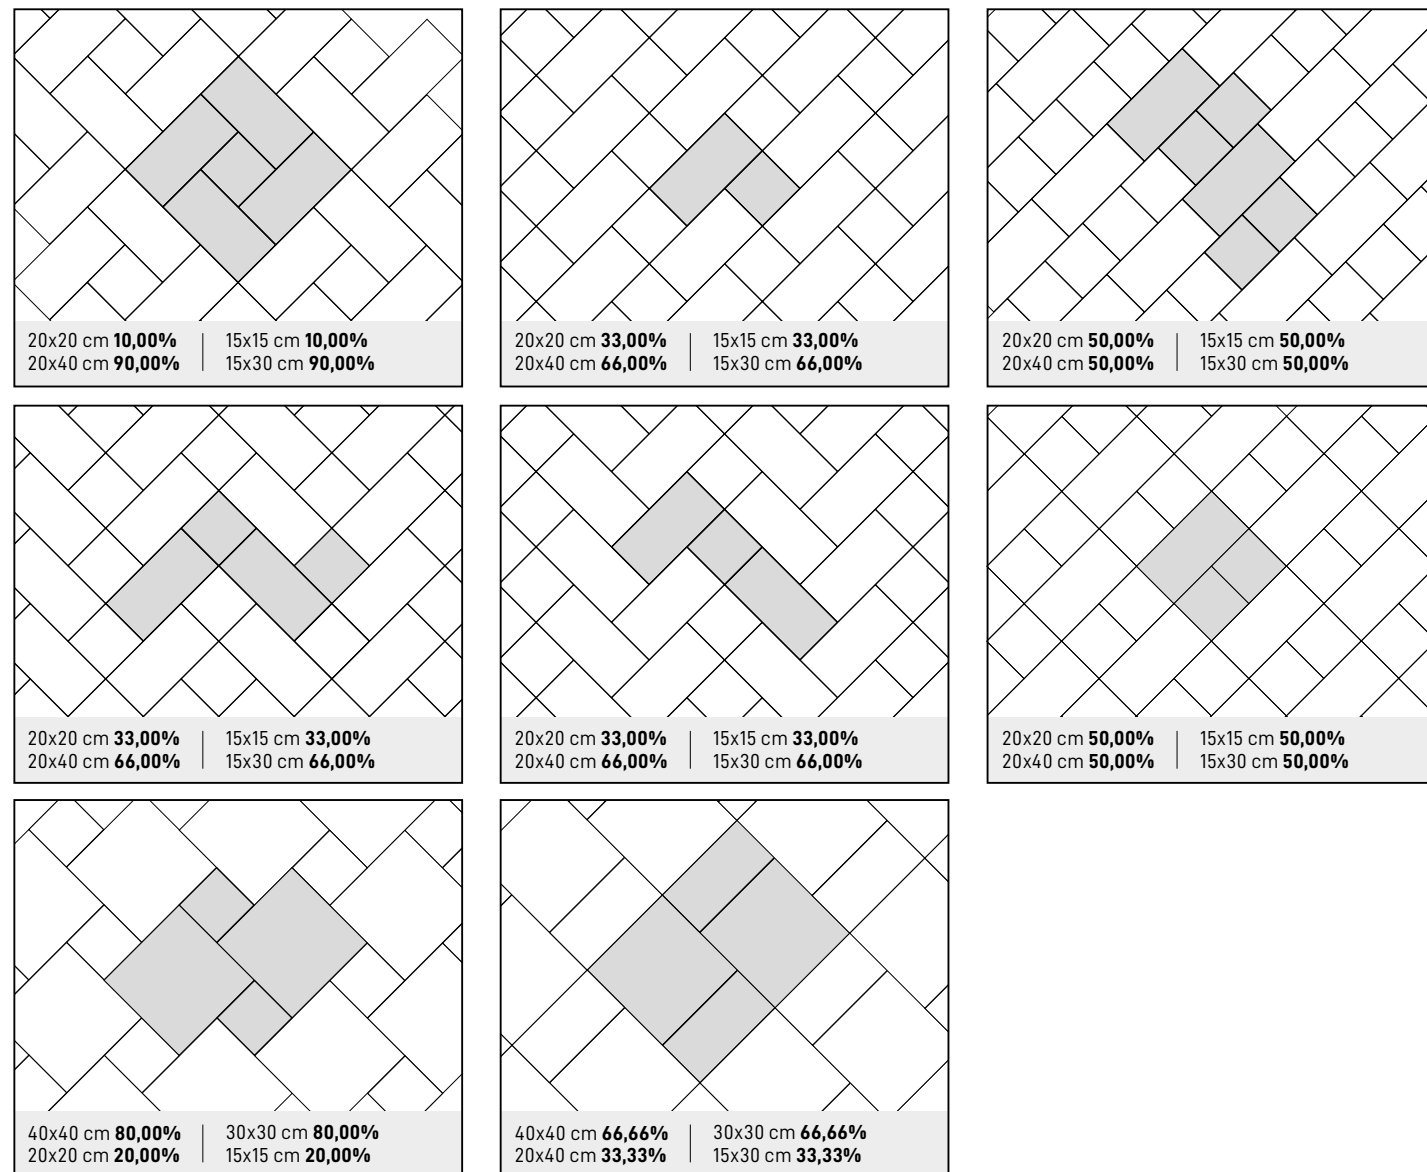 20x20 cm 10,00% | 15x15 cm 10,00%
20x40 cm 90,00% | 15x30 cm 90,00%
20x20 cm 33,00% | 15x15 cm 33,00%
20x40 cm 66,00% | 15x30 cm 66,00%
20x20 cm 50,00% | 15x15 cm 50,00%
20x40 cm 50,00% | 15x30 cm 50,00%
20x20 cm 33,00% | 15x15 cm 33,00%
20x40 cm 66,00% | 15x30 cm 66,00%
20x20 cm 33,00% | 15x15 cm 33,00%
20x40 cm 66,00% | 15x30 cm 66,00%
20x20 cm 50,00% | 15x15 cm 50,00%
20x40 cm 50,00% | 15x30 cm 50,00%
40x40 cm 80,00% | 30x30 cm 80,00%
20x20 cm 20,00% | 15x15 cm 20,00%
40x40 cm 66,66% | 30x30 cm 66,66%
20x40 cm 33,33% | 15x30 cm 33,33%